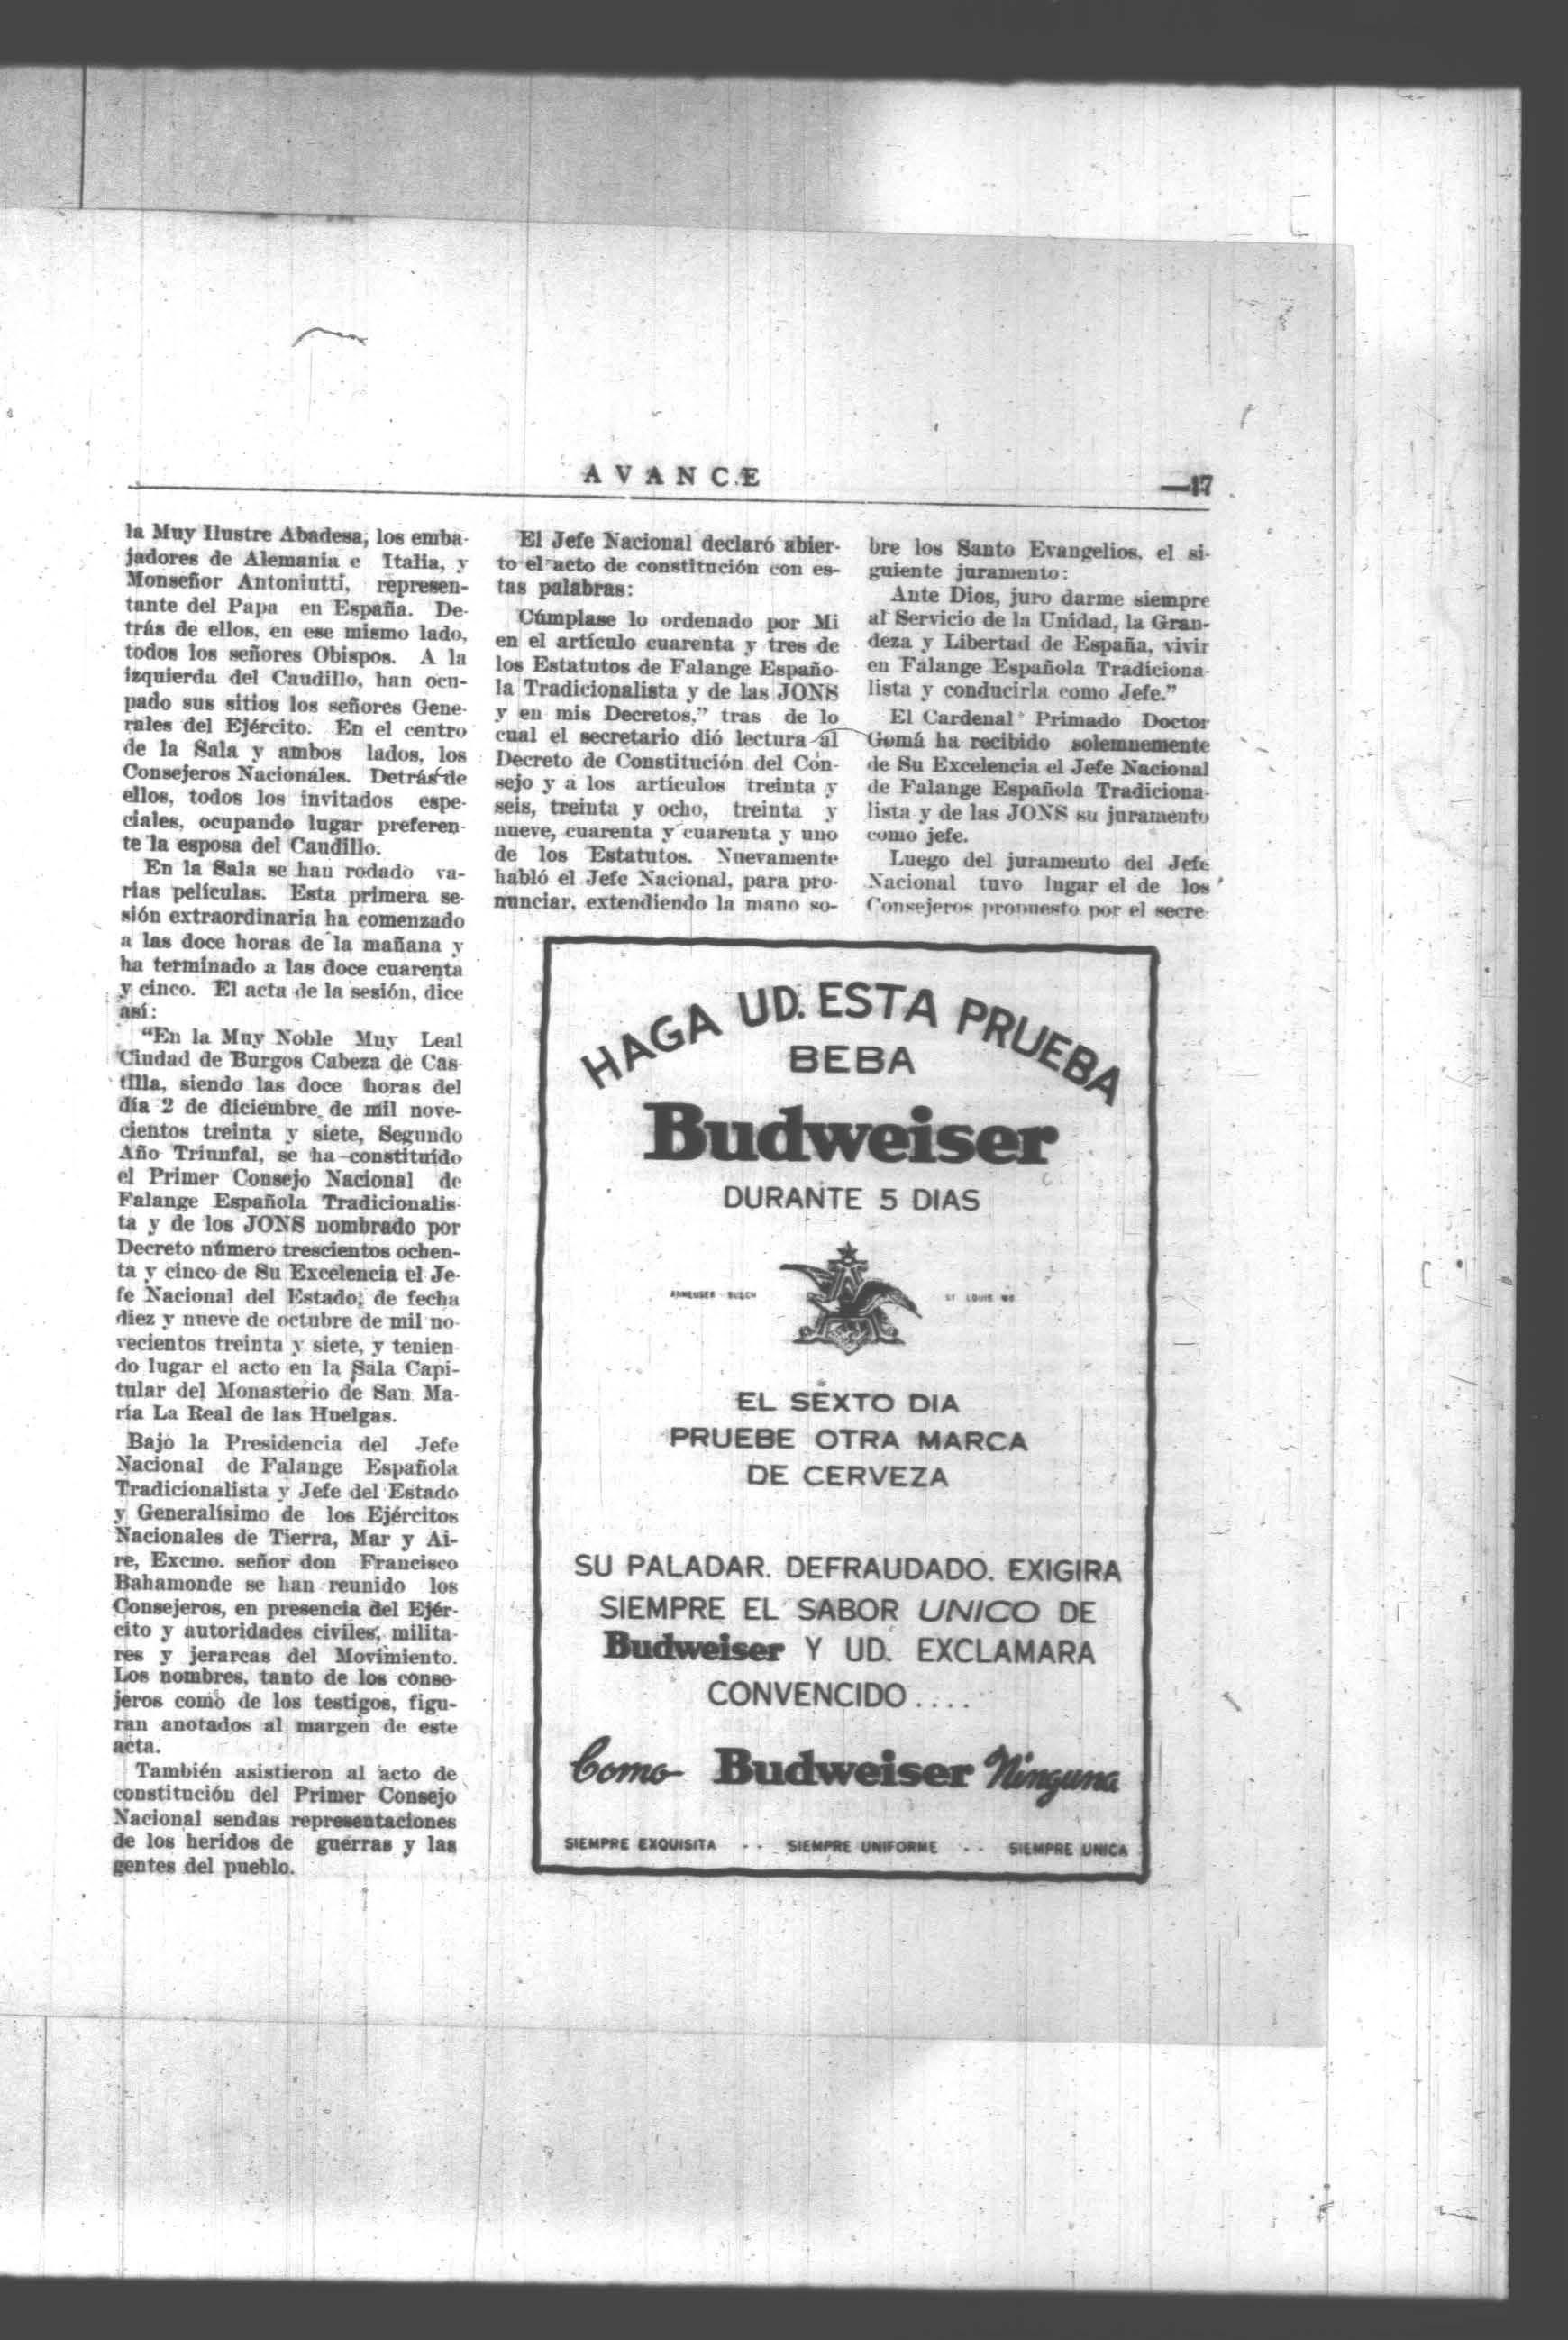 AVANCE
—17
la Muy Ilustre Abadesa, los emba-
jadores de Alemania e Italia, y
Monseñor Antoniutti, represen-
tante del Papa en España. De-
trás de ellos, en ese mismo lado,
todos los señores Obispos. A la
izquierda del Caudillo, han ocu-
pado sus sitios los señores Gene-
rales del Ejército. En el centro
de la Sala y ambos lados, los
Consejeros Nacionales. Detrás de
ellos, todos los invitados espe-
ciales, ocupando lugar preferen-
te la esposa del Caudillo.
En la Sala se han rodado va-
rias películas. Esta primera se-
sión extraordinaria ha comenzado
a las doce horas de la mañana y
ha terminado a las doce cuarenta
y cinco. El acta de la sesión, dice
así:
"En la Muy Noble Muy Leal
Ciudad de Burgos Cabeza de Cas-
tilla, siendo las doce horas del
día 2 de diciembre de mil nove-
cientos treinta y siete, Segundo
Año Triunfal, se ha constituído
el Primer Consejo Nacional de
Falange Española Tradicionalis-
ta y de los JONS nombrado por
Decreto número trescientos ochen-
ta y cinco de Su Excelencia el Je-
fe Nacional del Estado, de fecha
diez y nueve de octubre de mil no-
vecientos treinta y siete, y tenien-
do lugar el acto en la Sala Capi-
tular del Monasterio de San Ma-
ría La Real de las Huelgas.
Bajo la Presidencia del Jefe
Nacional de Falange Española
Tradicionalista y Jefe del Estado
y Generalísimo de los Ejércitos
Nacionales de Tierra, Mar y Ai-
re, Excmo. señor don Francisco
Bahamonde se han reunido los
Consejeros, en presencia del Ejér-
cito y autoridades civiles, milita-
res y jerarcas del Movimiento.
Los nombres, tanto de los conse-
jeros como de los testigos, figu-
ran anotados al margen de este
acta.
También asistieron al acto de
constitución del Primer Consejo
Nacional sendas representaciones
de los heridos de guerras y las
gentes del pueblo.
El Jefe Nacional declaró abier-
to el acto de constitución con es-
tas palabras:
Cúmplase lo ordenado por Mi
en el artículo cuarenta y tres de
los Estatutos de Falange Españo-
la Tradicionalista y de las JONS
y en mis Decretos," tras de lo
cual el secretario dió lectura al
Decreto de Constitución del Con-
sejo y a los artículos treinta y
seis, treinta y ocho, treinta y
nueve, cuarenta y cuarenta y uno
de los Estatutos. Nuevamente
habló el Jefe Nacional, para pro-
nunciar, extendiendo la mano so-
bre los Santo Evangelios, el si-
guiente juramento:
Ante Dios, juro darme siempre
al Servicio de la Unidad, la Gran-
deza y Libertad de España, vivir
en Falange Española Tradiciona-
lista y conducirla como Jefe."
El Cardenal Primado Doctor
Gomá ha recibido solemnemente
de Su Excelencia el Jefe Nacional
de Falange Española Tradiciona-
lista y de las JONS su juramento
como jefe.
Luego del juramento del Jefe
Nacional tuvo lugar el de los
Consejeros propuesto por el secre-
HAGA UD. ESTA PRUEBA
BEBA
Budweiser
DURANTE 5 DIAS
ANHEUSER BUSCH
ST LOUIS MO
EL SEXTO DIA
PRUEBE OTRA MARCA
DE CERVEZA
SU PALADAR. DEFRAUDADO. EXIGIRA
SIEMPRE EL SABOR UNICO DE
Budweiser Y UD. EXCLAMARA
CONVENCIDO....
Como Budweiser Ninguna
SIEMPRE EXQUISITA .. SIEMPRE UNIFORME .. SIEMPRE UNICA